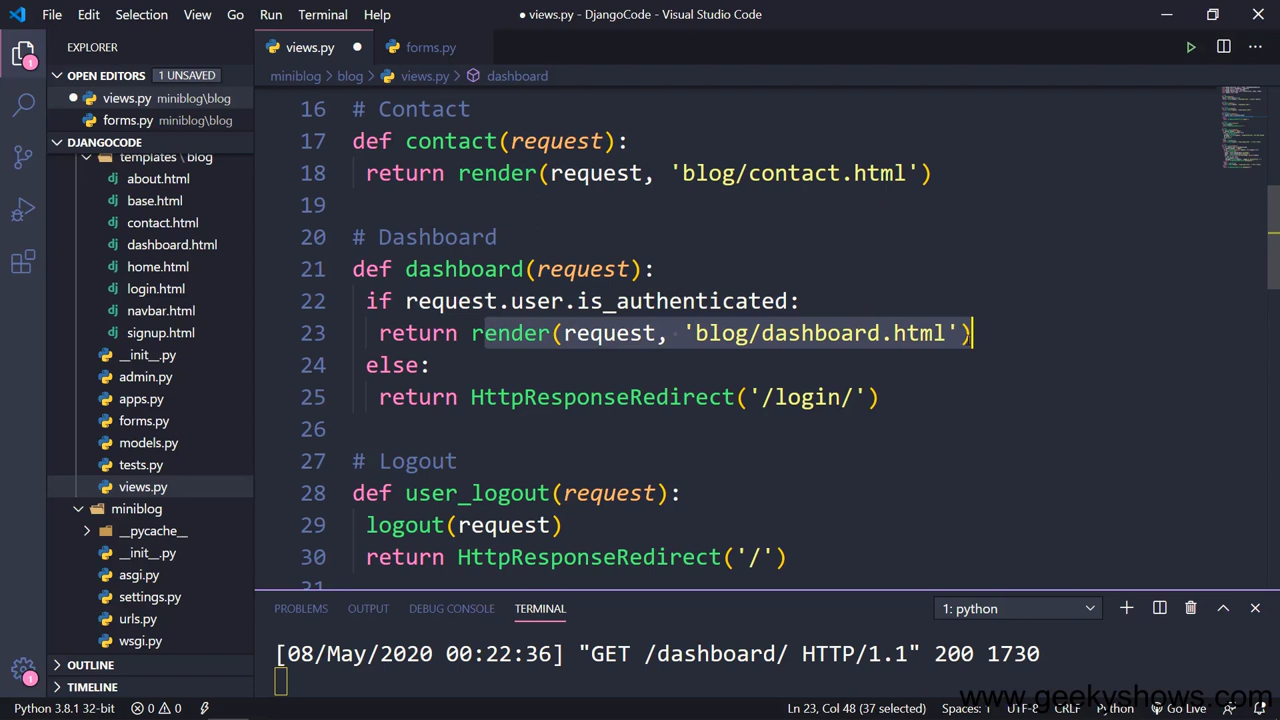 File Edit Selection View Go Run Terminal Help ● views.py - DjangoCode - Visual Studio Code
EXPLORER
views.py
forms.py
OPEN EDITORS 1 UNSAVED
miniblog > blog > views.py > dashboard
views.py miniblog\blog
forms.py miniblog\blog
DJANGOCODE
templates \ blog
about.html
base.html
contact.html
dashboard.html
home.html
login.html
navbar.html
signup.html
__init__.py
admin.py
apps.py
forms.py
models.py
tests.py
views.py
miniblog
__pycache__
__init__.py
asgi.py
settings.py
urls.py
wsgi.py
OUTLINE
TIMELINE
1
1
16 # Contact
17 def contact(request):
18 return render(request, 'blog/contact.html')
19
20 # Dashboard
21 def dashboard(request):
22 if request.user.is_authenticated:
23 return render(request, 'blog/dashboard.html')
24 else:
25 return HttpResponseRedirect('/login/')
26
27 # Logout
28 def user_logout(request):
29 logout(request)
30 return HttpResponseRedirect('/')
31
PROBLEMS OUTPUT DEBUG CONSOLE TERMINAL 1: python
[08/May/2020 00:22:36] "GET /dashboard/ HTTP/1.1" 200 1730
www.geekyshows.com
Python 3.8.1 32-bit 0 0 Ln 23, Col 48 (37 selected) Spaces: 1 UTF-8 CRLF Python Go Live